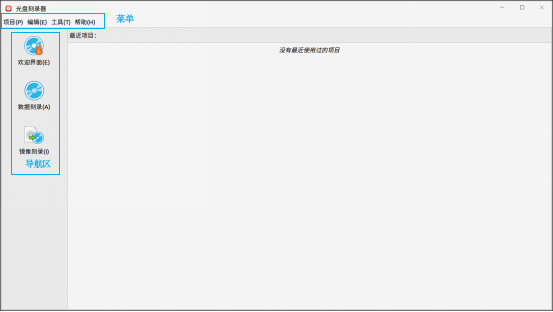 光盘刻录器
项目(P) 编辑(E) 工具(T) 帮助(H)
菜单
最近项目：
没有最近使用过的项目
欢迎界面(E)
数据刻录(A)
镜像刻录(I)
导航区